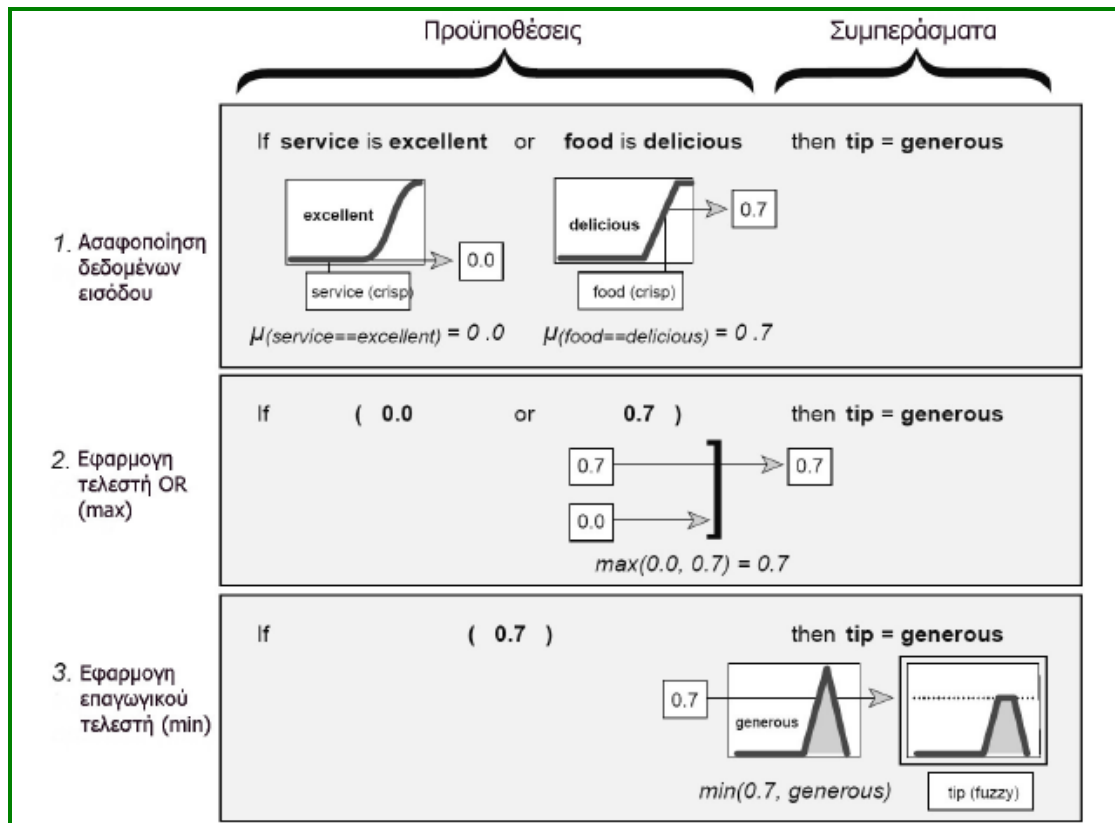 Προϋποθέσεις
Συμπεράσματα
If service is excellent or food is delicious then tip = generous
1. Ασαφοποίηση
δεδομένων
εισόδου
excellent
0.0
service (crisp)
delicious
0.7
food (crisp)
μ(service==excellent) = 0 .0
μ(food==delicious) = 0 .7
2. Εφαρμογη
τελεστή OR
(max)
If ( 0.0 or 0.7 ) then tip = generous
0.7
0.7
0.0
max(0.0, 0.7) = 0.7
3. Εφαρμογη
επαγωγικού
τελεστή (min)
If ( 0.7 ) then tip = generous
0.7
generous
min(0.7, generous)
tip (fuzzy)